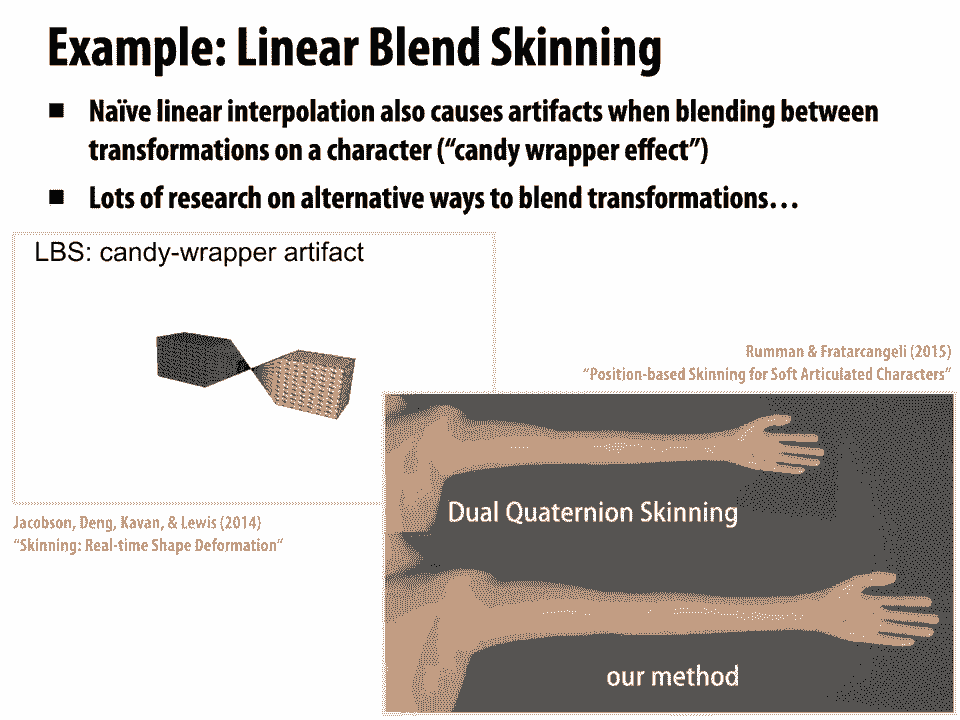 Example: Linear Blend Skinning
■ Naïve linear interpolation also causes artifacts when blending between
transformations on a character (“candy wrapper effect”)
■ Lots of research on alternative ways to blend transformations…
LBS: candy-wrapper artifact
Rumman & Fratarcangeli (2015)
“Position-based Skinning for Soft Articulated Characters”
Dual Quaternion Skinning
Jacobson, Deng, Kavan, & Lewis (2014)
“Skinning: Real-time Shape Deformation”
our method